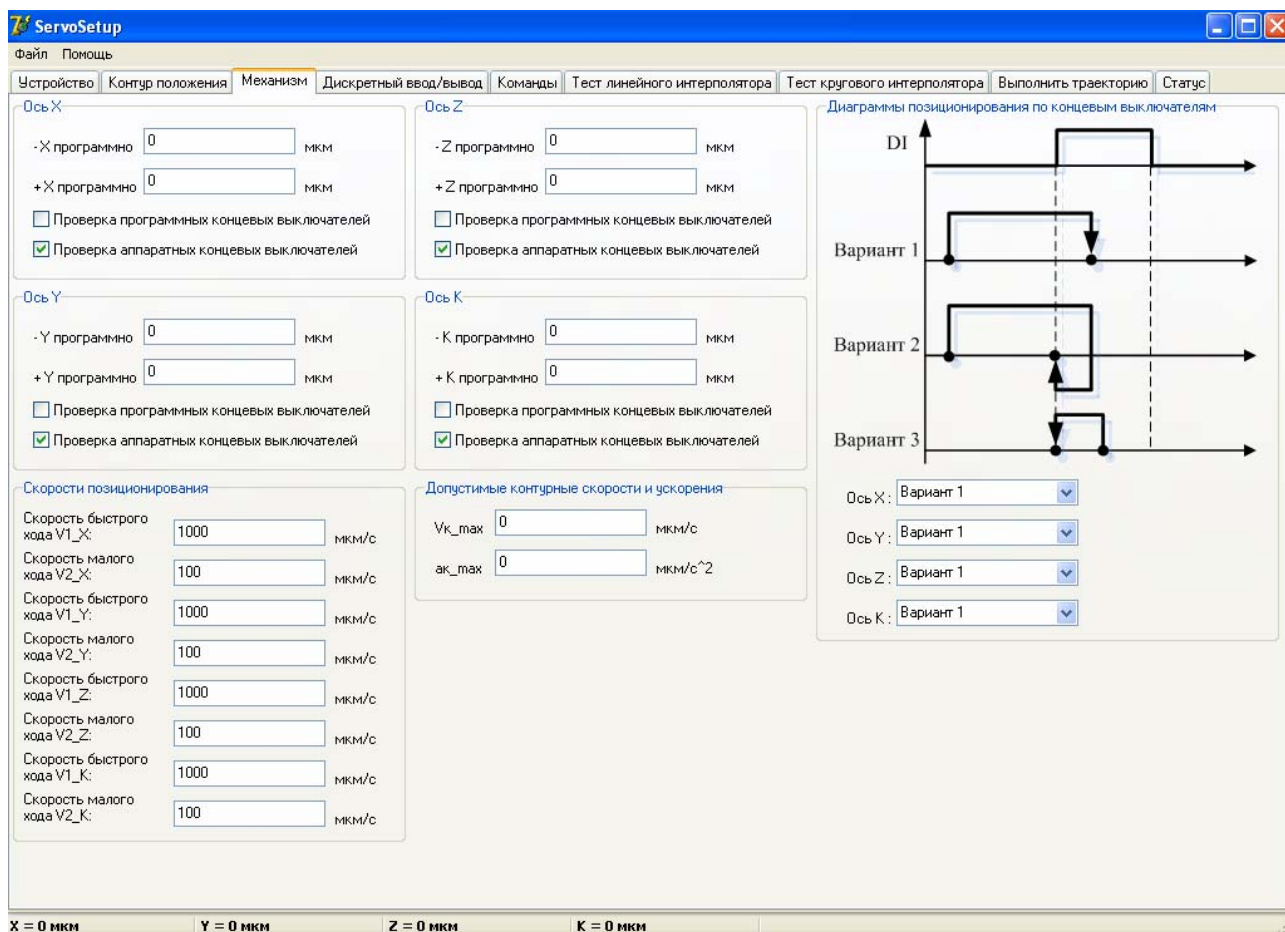 ServoSetup
Файл Помощь
Устройство Контур положения Механизм Дискретный ввод/вывод Команды Тест линейного интерполятора Тест кругового интерполятора Выполнить траекторию Статус
Ось X
- X программно 0 мкм
+ X программно 0 мкм
Проверка программных концевых выключателей
Проверка аппаратных концевых выключателей
Ось Z
- Z программно 0 мкм
+ Z программно 0 мкм
Проверка программных концевых выключателей
Проверка аппаратных концевых выключателей
Ось Y
- Y программно 0 мкм
+ Y программно 0 мкм
Проверка программных концевых выключателей
Проверка аппаратных концевых выключателей
Ось K
- K программно 0 мкм
+ K программно 0 мкм
Проверка программных концевых выключателей
Проверка аппаратных концевых выключателей
Скорости позиционирования
Скорость быстрого
хода V1_X: 1000 мкм/с
Скорость малого
хода V2_X: 100 мкм/с
Скорость быстрого
хода V1_Y: 1000 мкм/с
Скорость малого
хода V2_Y: 100 мкм/с
Скорость быстрого
хода V1_Z: 1000 мкм/с
Скорость малого
хода V2_Z: 100 мкм/с
Скорость быстрого
хода V1_K: 1000 мкм/с
Скорость малого
хода V2_K: 100 мкм/с
Допустимые контурные скорости и ускорения
Vк_max 0 мкм/с
aк_max 0 мкм/с^2
Диаграммы позиционирования по концевым выключателям
DI
Вариант 1
Вариант 2
Вариант 3
Ось X : Вариант 1
Ось Y : Вариант 1
Ось Z : Вариант 1
Ось K : Вариант 1
X = 0 мкм Y = 0 мкм Z = 0 мкм K = 0 мкм